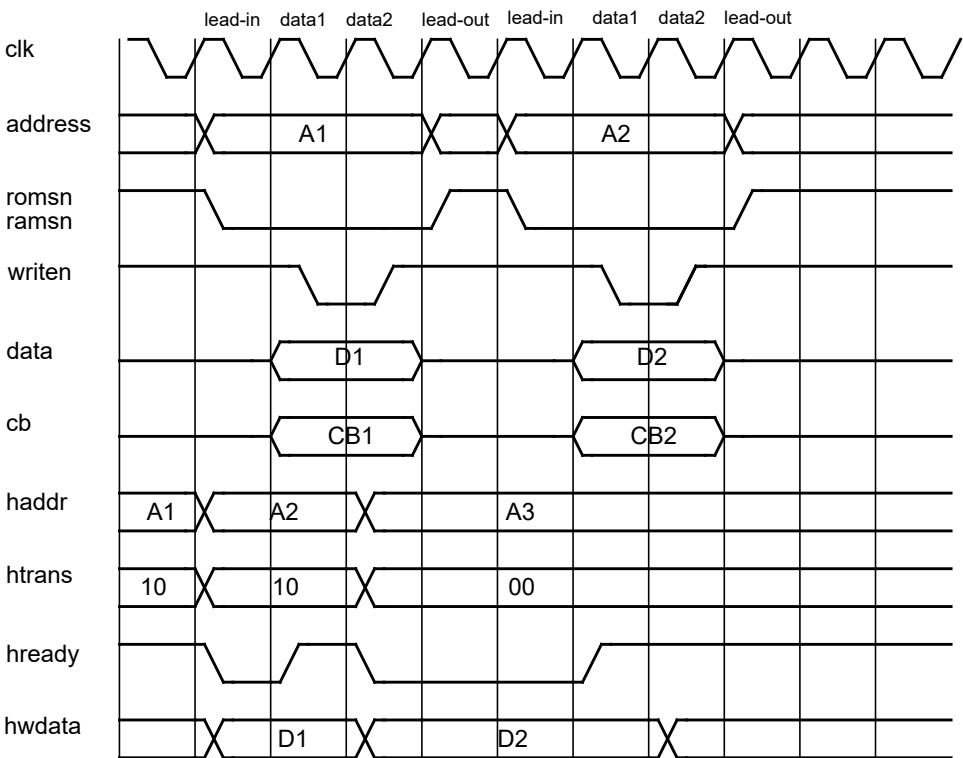 lead-in data1 data2 lead-out lead-in data1 data2 lead-out
clk
address A1 A2
romsn
ramsn
writen
data D1 D2
cb CB1 CB2
haddr A1 A2 A3
htrans 10 10 00
hready
hwdata D1 D2